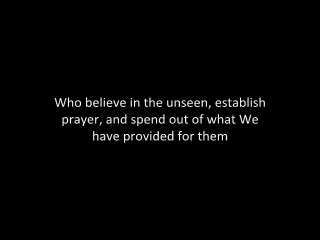 Who believe in the unseen, establish
prayer, and spend out of what We
have provided for them